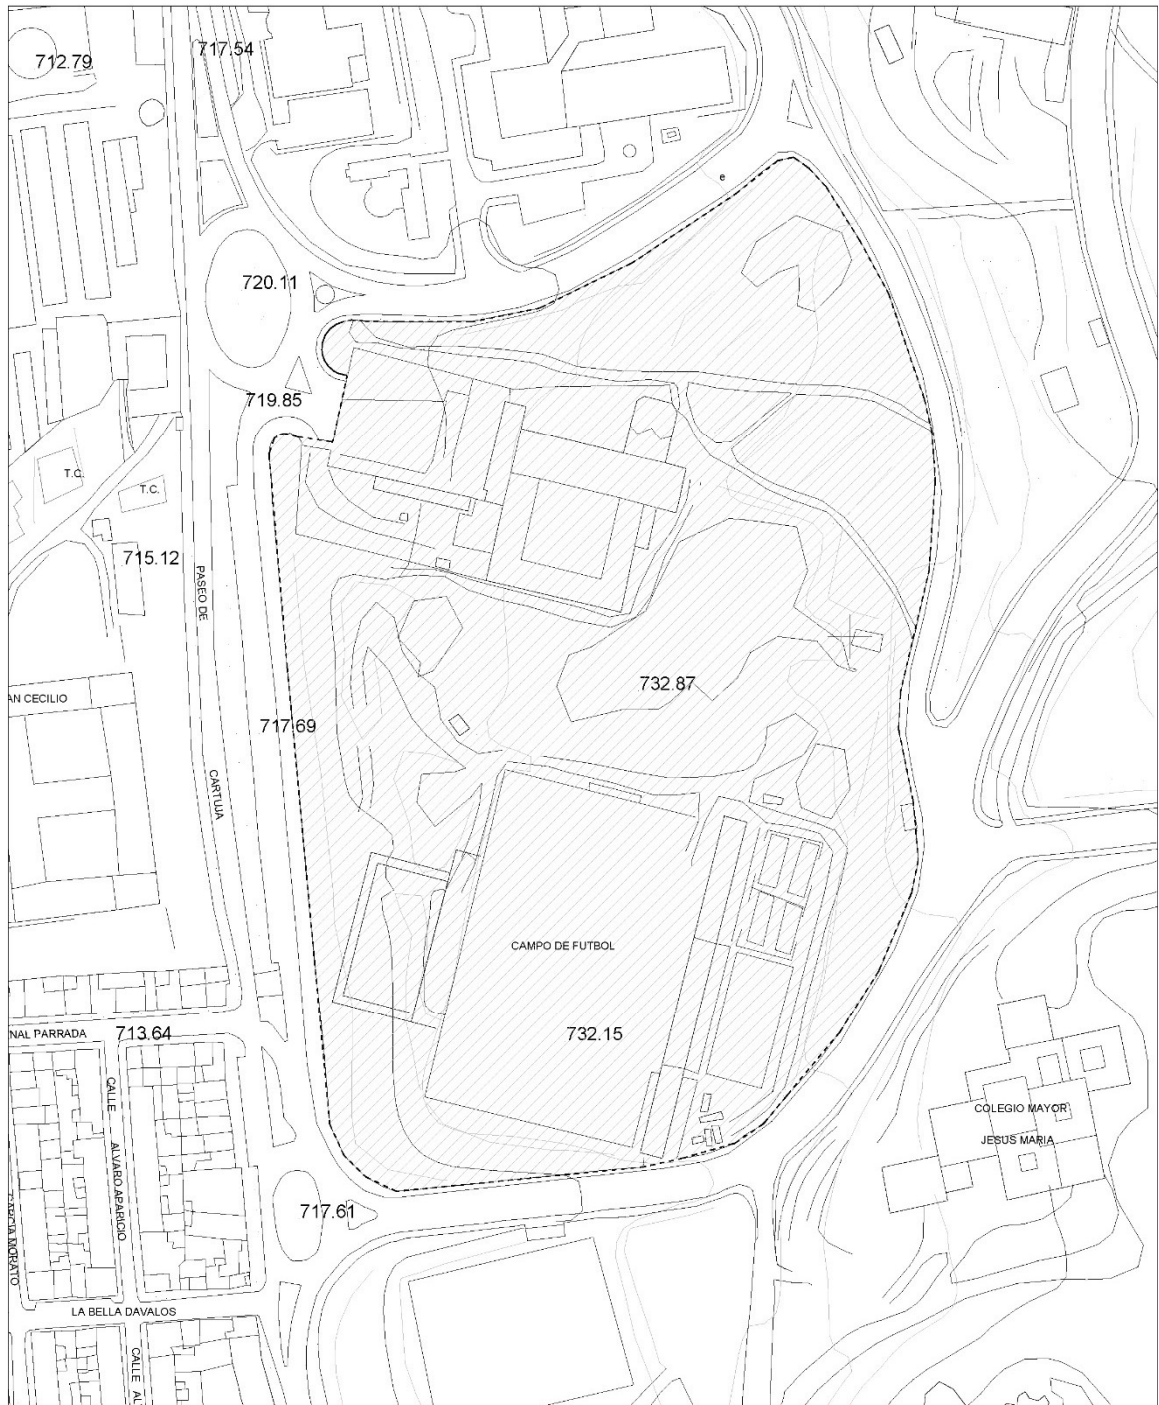 717.54
712.79
e
720.11
719.85
T.C.
T.C.
715.12
PASEO DE
732.87
AN CECILIO
717.69
CARTUJA
CAMPO DE FUTBOL
NAL PARRADA
713.64
732.15
CALLE
ALVARO APARICIO
COLEGIO MAYOR
JESUS MARIA
GARCIA MORATO
717.61
LA BELLA DAVALOS
CALLE AL